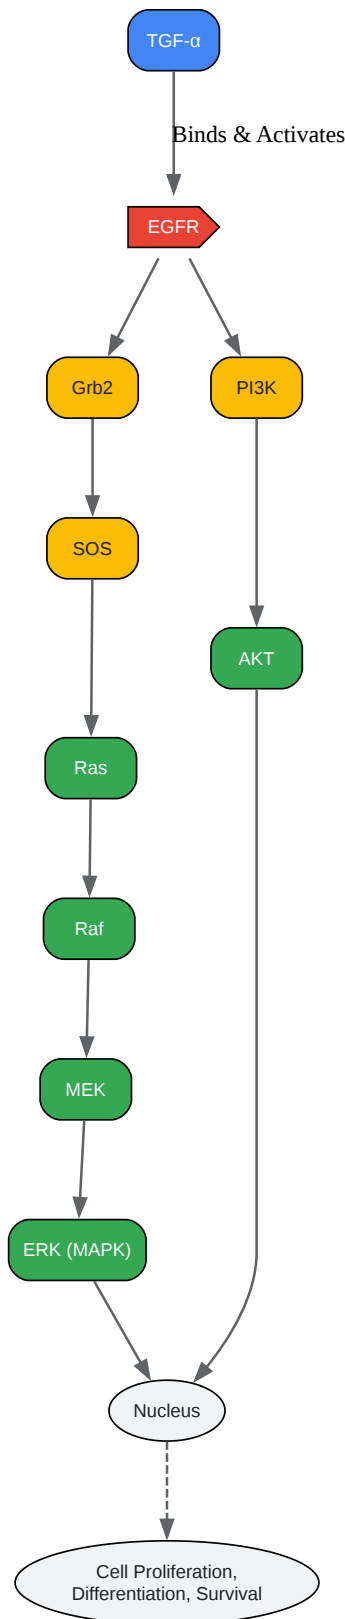 TGF-α
Binds & Activates
EGFR
Grb2
PI3K
SOS
AKT
Ras
Raf
MEK
ERK (MAPK)
Nucleus
Cell Proliferation,
Differentiation, Survival